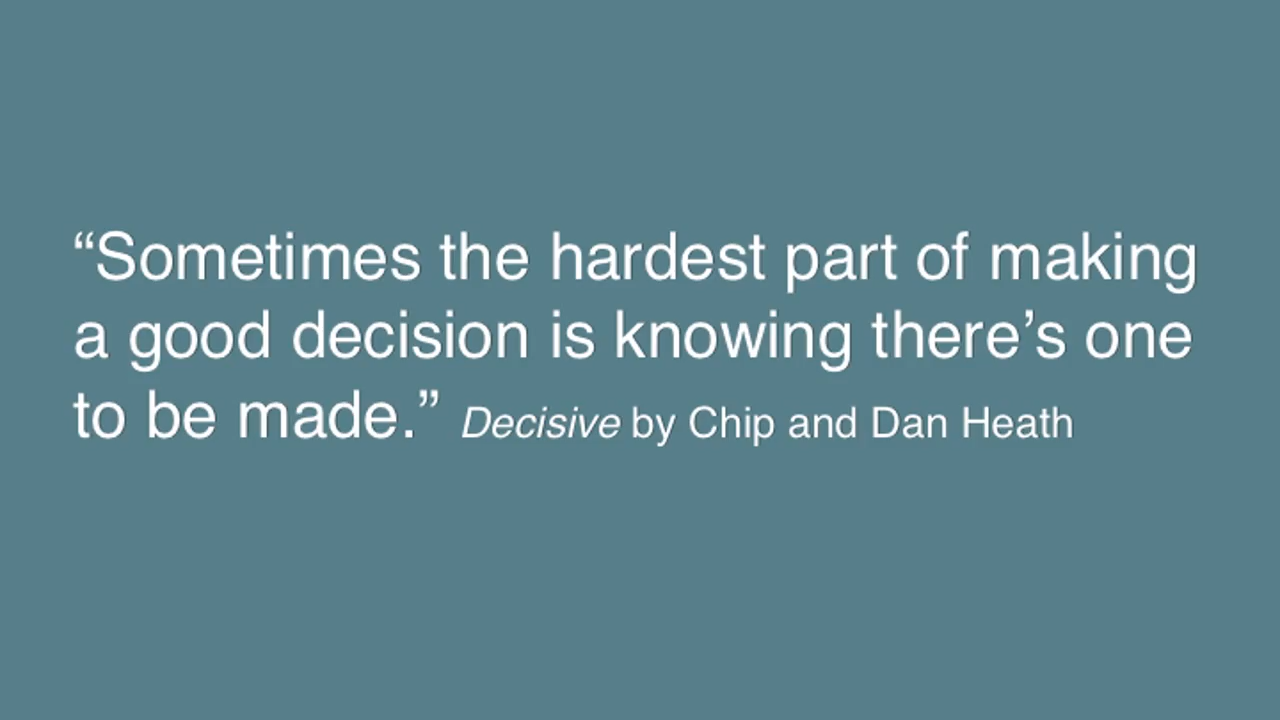 “Sometimes the hardest part of making
a good decision is knowing there’s one
to be made.” Decisive by Chip and Dan Heath